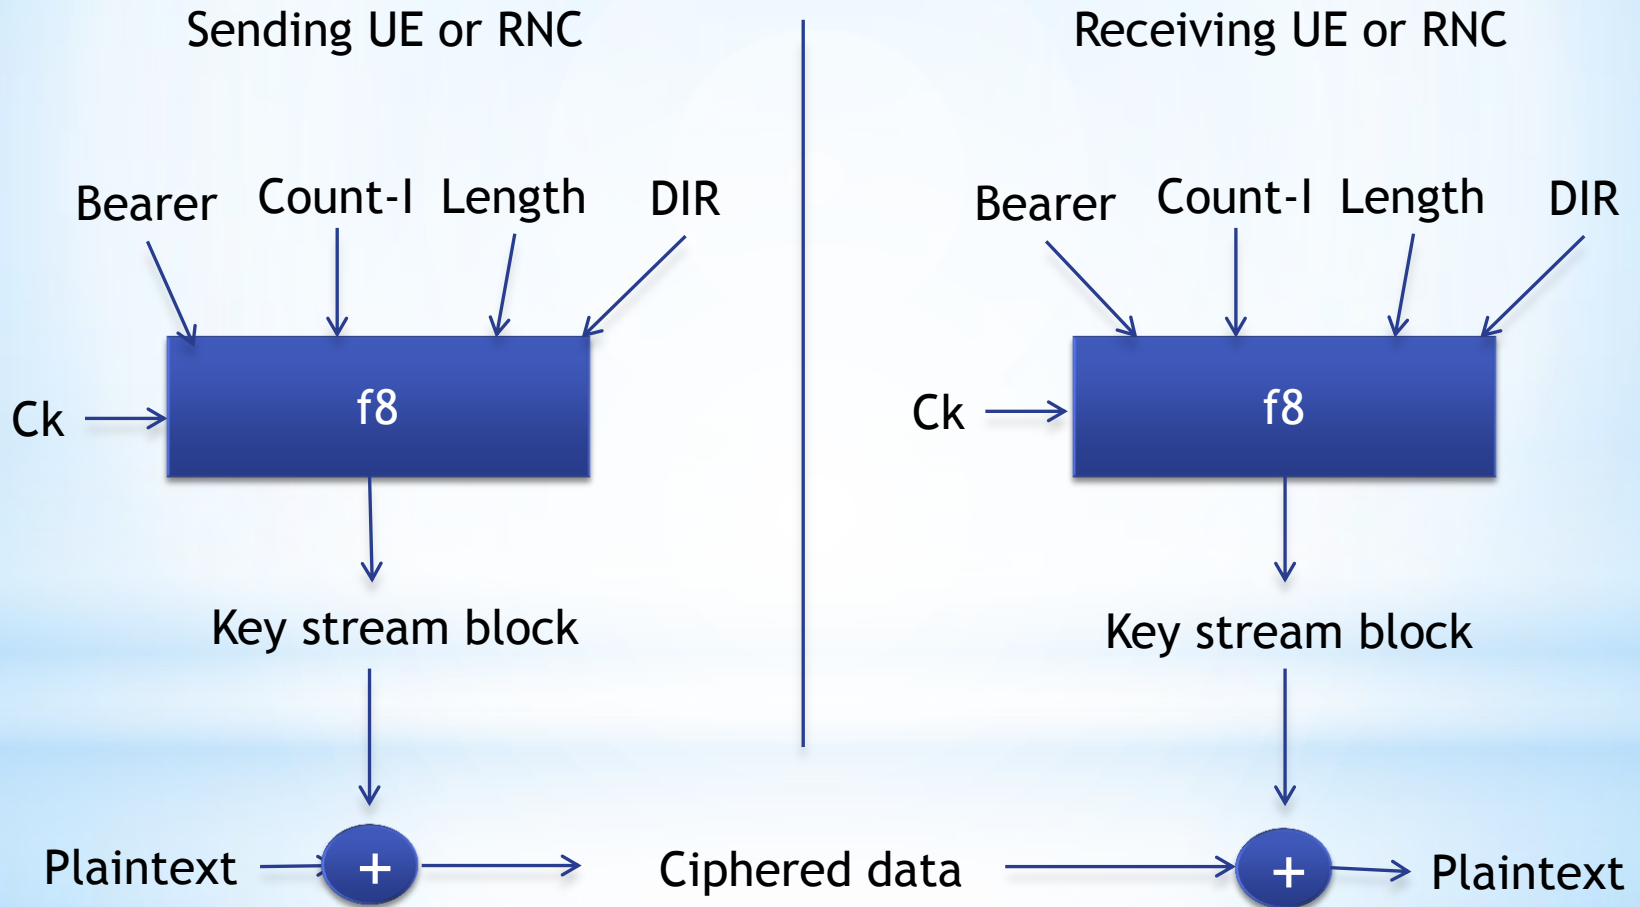 Sending UE or RNC
Receiving UE or RNC
Bearer Count-I Length DIR
Bearer Count-I Length DIR
Ck
f8
Ck
f8
Key stream block
Key stream block
Plaintext
+
Ciphered data
+
Plaintext